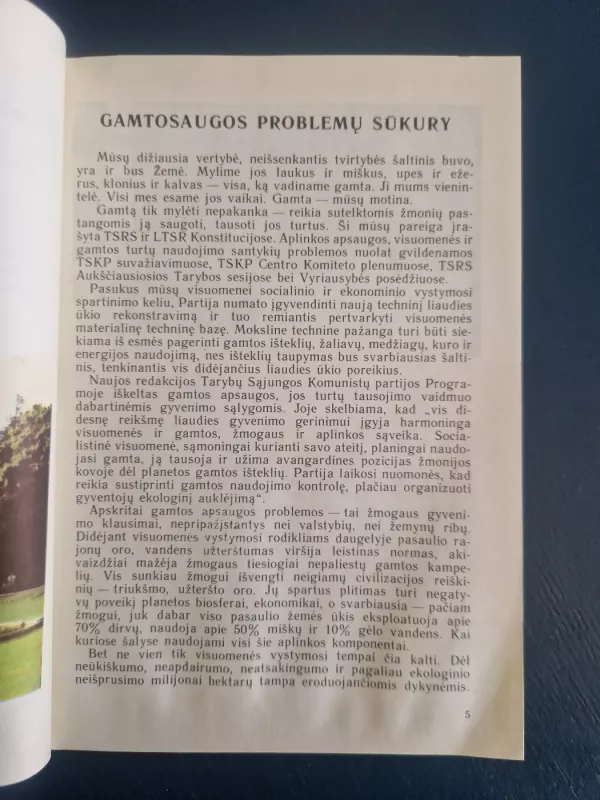 GAMTOSAUGOS PROBLEMŲ SŪKURY
Mūsų didžiausia vertybė, neišsenkantis tvirtybės šaltinis buvo,
yra ir bus Žemė. Mylime jos laukus ir miškus, upes ir eže-
rus, klonius ir kalvas — visa, ką vadiname gamta. Ji mums vienin-
telė. Visi mes esame jos vaikai. Gamta — mūsų motina.
Gamtą tik mylėti nepakanka — reikia sutelktomis žmonių pas-
tangomis ją saugoti, tausoti jos turtus. Ši mūsų pareiga įra-
šyta TSRS ir LTSR Konstitucijose. Aplinkos apsaugos, visuomenės ir
gamtos turtų naudojimo santykių problemos nuolat gvildenamos
TSKP suvažiavimuose, TSKP Centro Komiteto plenumuose, TSRS
Aukščiausiosios Tarybos sesijose bei Vyriausybės posėdžiuose.
Pasukus mūsų visuomenei socialinio ir ekonominio vystymosi
spartinimo keliu, Partija numato įgyvendinti naują techninį liaudies
ūkio rekonstravimą ir tuo remiantis pertvarkyti visuomenės
materialinę techninę bazę. Moksline technine pažanga turi būti sie-
kiama iš esmės pagerinti gamtos išteklių, žaliavų, medžiagų, kuro ir
energijos naudojimą, nes išteklių taupymas bus svarbiausias šalti-
nis, tenkinantis vis didėjančius liaudies ūkio poreikius.
Naujos redakcijos Tarybų Sąjungos Komunistų partijos Progra-
moje iškeltas gamtos apsaugos, jos turtų tausojimo vaidmuo
dabartinėmis gyvenimo sąlygomis. Joje skelbiama, kad „vis di-
desnę reikšmę liaudies gyvenimo gerinimui įgyja harmoninga
visuomenės ir gamtos, žmogaus ir aplinkos sąveika. Socia-
listinė visuomenė, sąmoningai kurianti savo ateitį, planingai naudo-
jasi gamta, ją tausoja ir užima avangardines pozicijas žmonijos
kovoje dėl planetos gamtos išteklių. Partija laikosi nuomonės, kad
reikia sustiprinti gamtos naudojimo kontrolę, plačiau organizuoti
gyventojų ekologinį auklėjimą“.
Apskritai gamtos apsaugos problemos — tai žmogaus gyveni-
mo klausimai, nepripažįstantys nei valstybių, nei žemynų ribų.
Didėjant visuomenės vystymosi rodikliams daugelyje pasaulio ra-
jonų oro, vandens užterštumas viršija leistinas normas, aki-
vaizdžiai mažėja žmogaus tiesiogiai nepaliestų gamtos kampe-
lių. Vis sunkiau žmogui išvengti neigiamų civilizacijos reiški-
nių — triukšmo, užteršto oro. Jų spartus plitimas turi negaty-
vų poveikį planetos biosferai, ekonomikai, o svarbiausia — pačiam
žmogui, juk dabar viso pasaulio žemės ūkis eksploatuoja apie
70% dirvų, naudoja apie 50% miškų ir 10% gėlo vandens. Kai
kuriose šalyse naudojami visi šie aplinkos komponentai.
Bet ne vien tik visuomenės vystymosi tempai čia kalti. Dėl
neūkiškumo, neapdairumo, neatsakingumo ir pagaliau ekologinio
neišprusimo milijonai hektarų tampa eroduojančiomis dykynėmis.
5